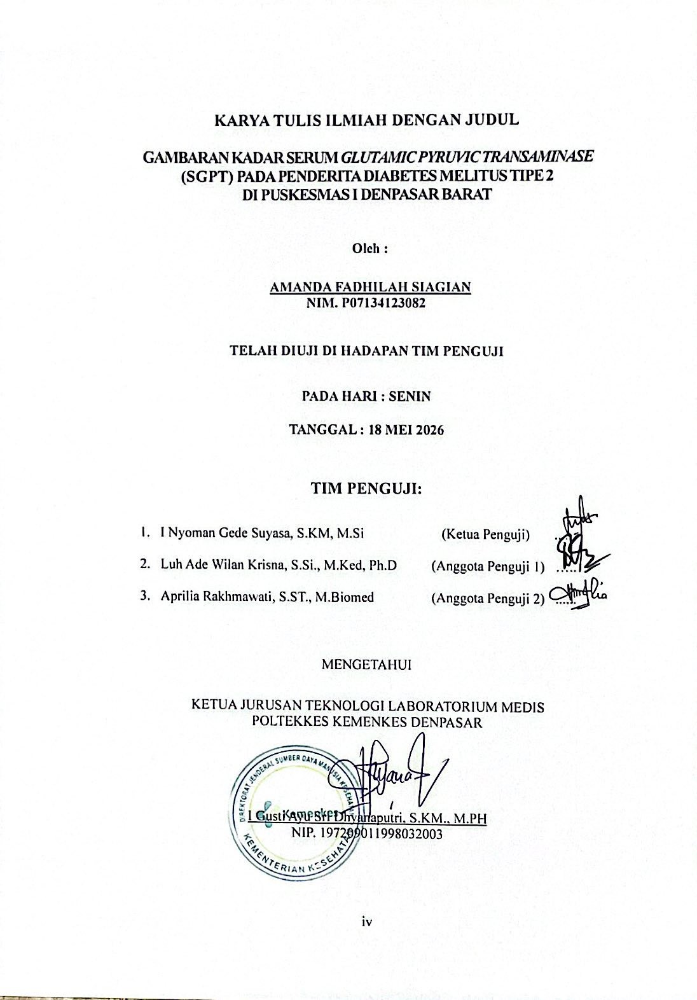 KARYA TULIS ILMIAH DENGAN JUDUL
GAMBARAN KADAR SERUM GLUTAMIC PYRUVIC TRANSAMINASE
(SGPT) PADA PENDERITA DIABETES MELITUS TIPE 2
DI PUSKESMAS I DENPASAR BARAT
Oleh :
AMANDA FADHILAH SIAGIAN
NIM. P07134123082
TELAH DIUJI DI HADAPAN TIM PENGUJI
PADA HARI : SENIN
TANGGAL : 18 MEI 2026
TIM PENGUJI:
1. I Nyoman Gede Suyasa, S.KM, M.Si (Ketua Penguji)
2. Luh Ade Wilan Krisna, S.Si., M.Ked, Ph.D (Anggota Penguji 1) ......
3. Aprilia Rakhmawati, S.ST., M.Biomed (Anggota Penguji 2) ......
MENGETAHUI
KETUA JURUSAN TEKNOLOGI LABORATORIUM MEDIS
POLTEKKES KEMENKES DENPASAR
DIREKTORAT JENDERAL SUMBER DAYA MANUSIA KESEHATAN
Kemenkes
I Gusti Ayu Sri Dhyanaputri. S.KM., M.PH
NIP. 197209011998032003
KEMENTERIAN KESEHATAN
iv